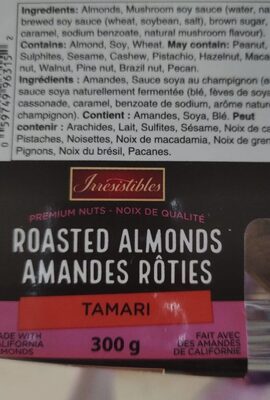 Ingredients: Almonds, Mushroom soy sauce (water, na
brewed soy sauce (wheat, soybean, salt), brown sugar,
caramel, sodium benzoate, natural mushroom flavour).
Contains: Almond, Soy, Wheat. May contain: Peanut,
Sulphites, Sesame, Cashew, Pistachio, Hazelnut, Maca
nut, Walnut, Pine nut, Brazil nut, Pecan.
Ingrédients : Amandes, Sauce soya au champignon (e
sauce soya naturellement fermentée (blé, fèves de soya
cassonade, caramel, benzoate de sodium, arôme nature
champignon). Contient : Amandes, Soya, Blé. Peut
contenir : Arachides, Lait, Sulfites, Sésame, Noix de ca
Pistaches, Noisettes, Noix de macadamia, Noix de gren
Pignons, Noix du brésil, Pacanes.
Irresistibles
PREMIUM NUTS - NOIX DE QUALITÉ
ROASTED ALMONDS
AMANDES RÔTIES
TAMARI
MADE WITH
CALIFORNIA
ALMONDS
300 g
FAIT AVEC
DES AMANDES
DE CALIFORNIE